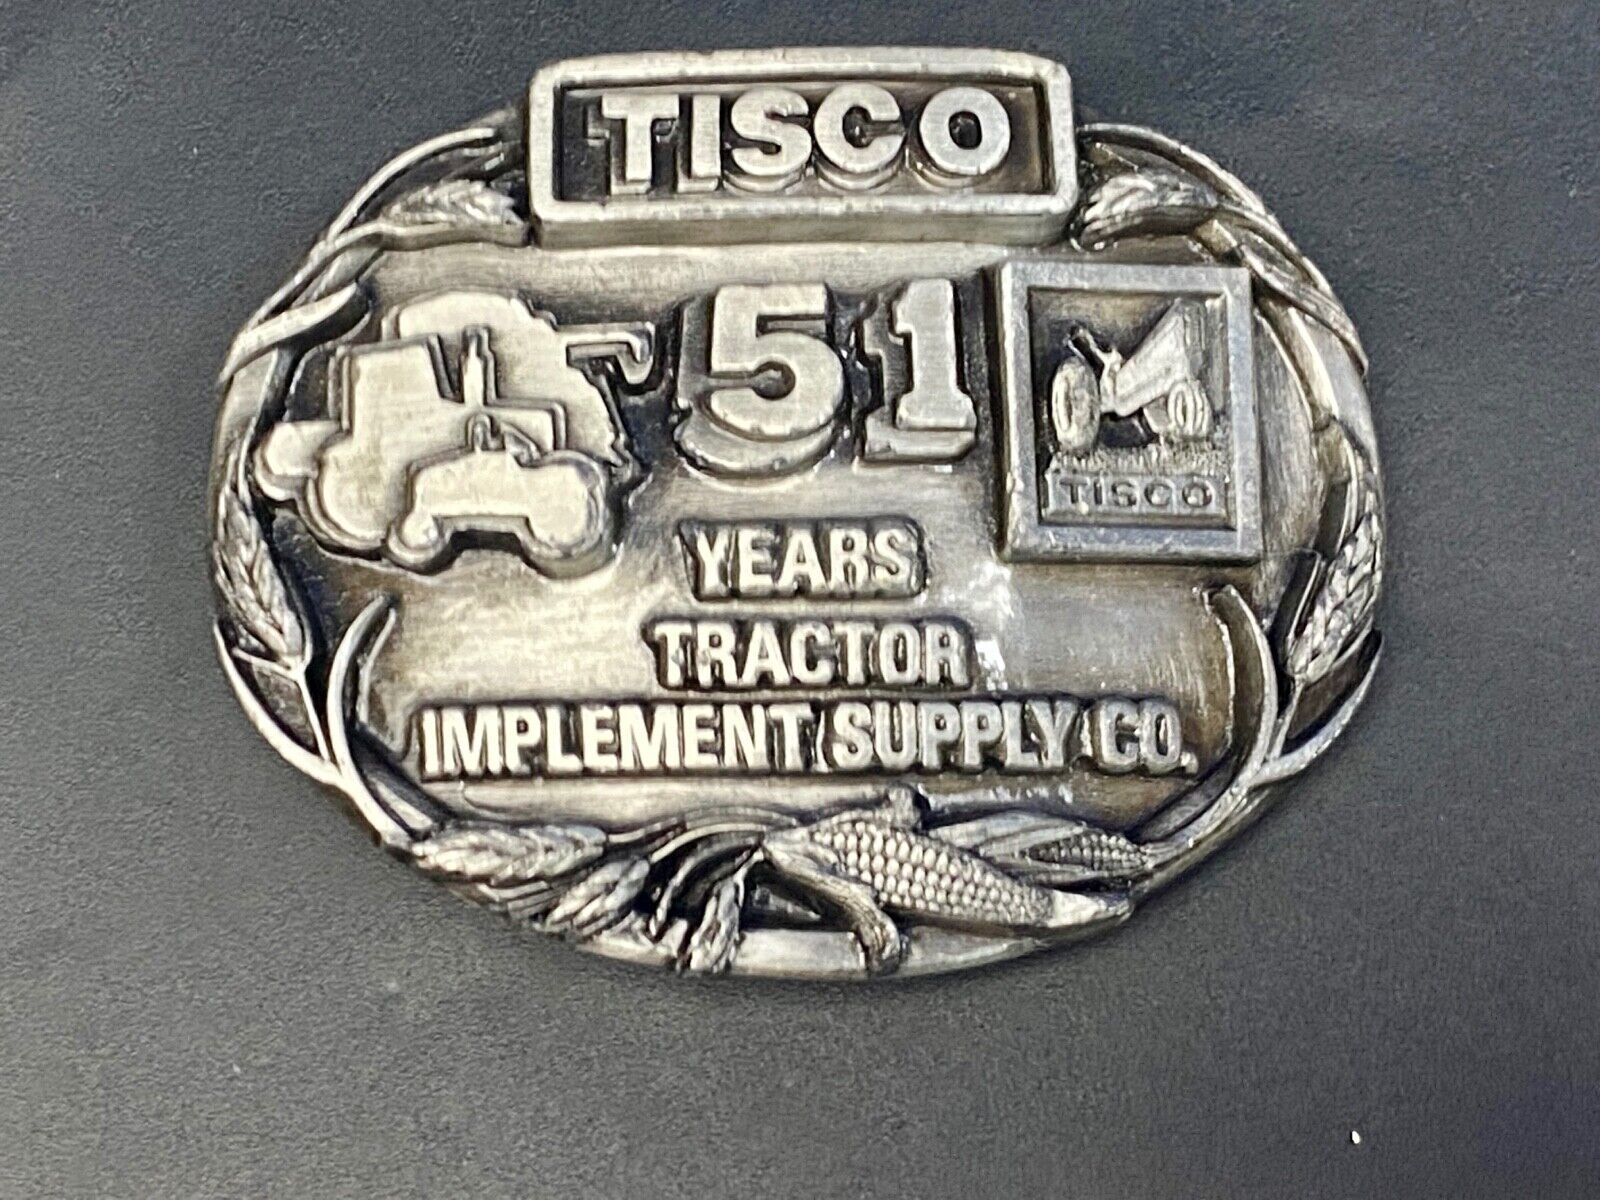 TISCO
51
TISCO
YEARS
TRACTOR
IMPLEMENT SUPPLY CO.